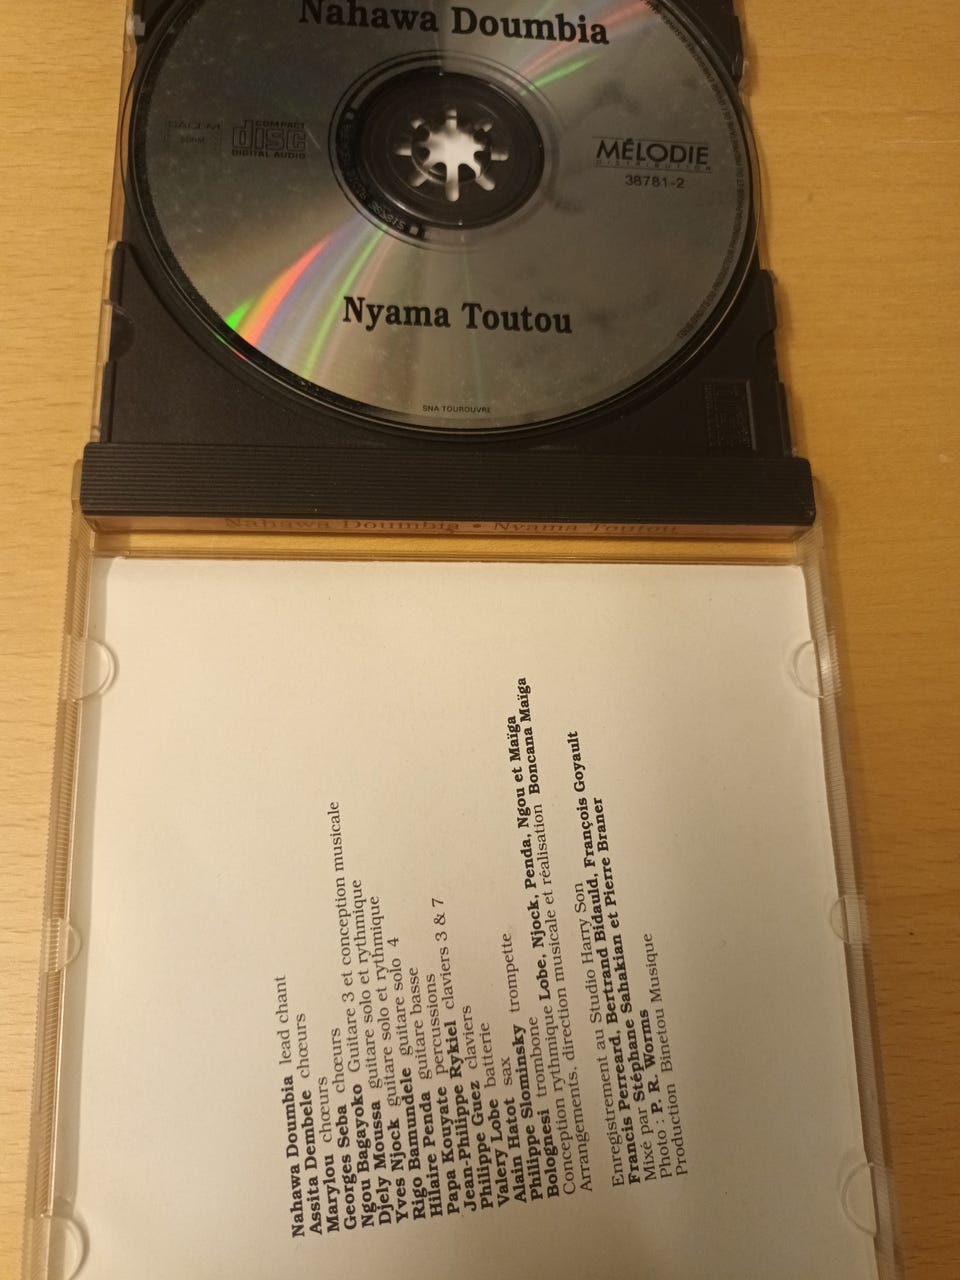 Nahawa Doumbia
SACEM
COMPACT
disc
DIGITAL AUDIO
MÉLODIE
DISTRIBUTION
38781-2
Nyama Toutou
SNA TOUROUVRE
Nahawa Doumbia • Nyama Toutou
Nahawa Doumbia lead chant
Assita Dembele chœurs
Marylou chœurs
Georges Seba chœurs
Ngou Bagayoko Guitare 3 et conception musicale
Djely Moussa guitare solo et rythmique
Yves Njock guitare solo et rythmique
Rigo Bamundele guitare solo 4
Hilaire Penda guitare basse
Papa Kouyate percussions
Jean-Philippe Rykiel claviers 3 & 7
Philippe Guez claviers
Valery Lobe batterie
Alain Hatot sax
Philippe Slominsky trompette
Bolognesi trombone
Conception rythmique Lobe, Njock, Penda, Ngou et Maïga
Arrangements, direction musicale et réalisation Boncana Maïga
Enregistrement au Studio Harry Son
Francis Perreard, Bertrand Bidauld, François Goyault
Mixé par Stéphane Sahakian et Pierre Braner
Photo : P. R. Worms
Production Binetou Musique